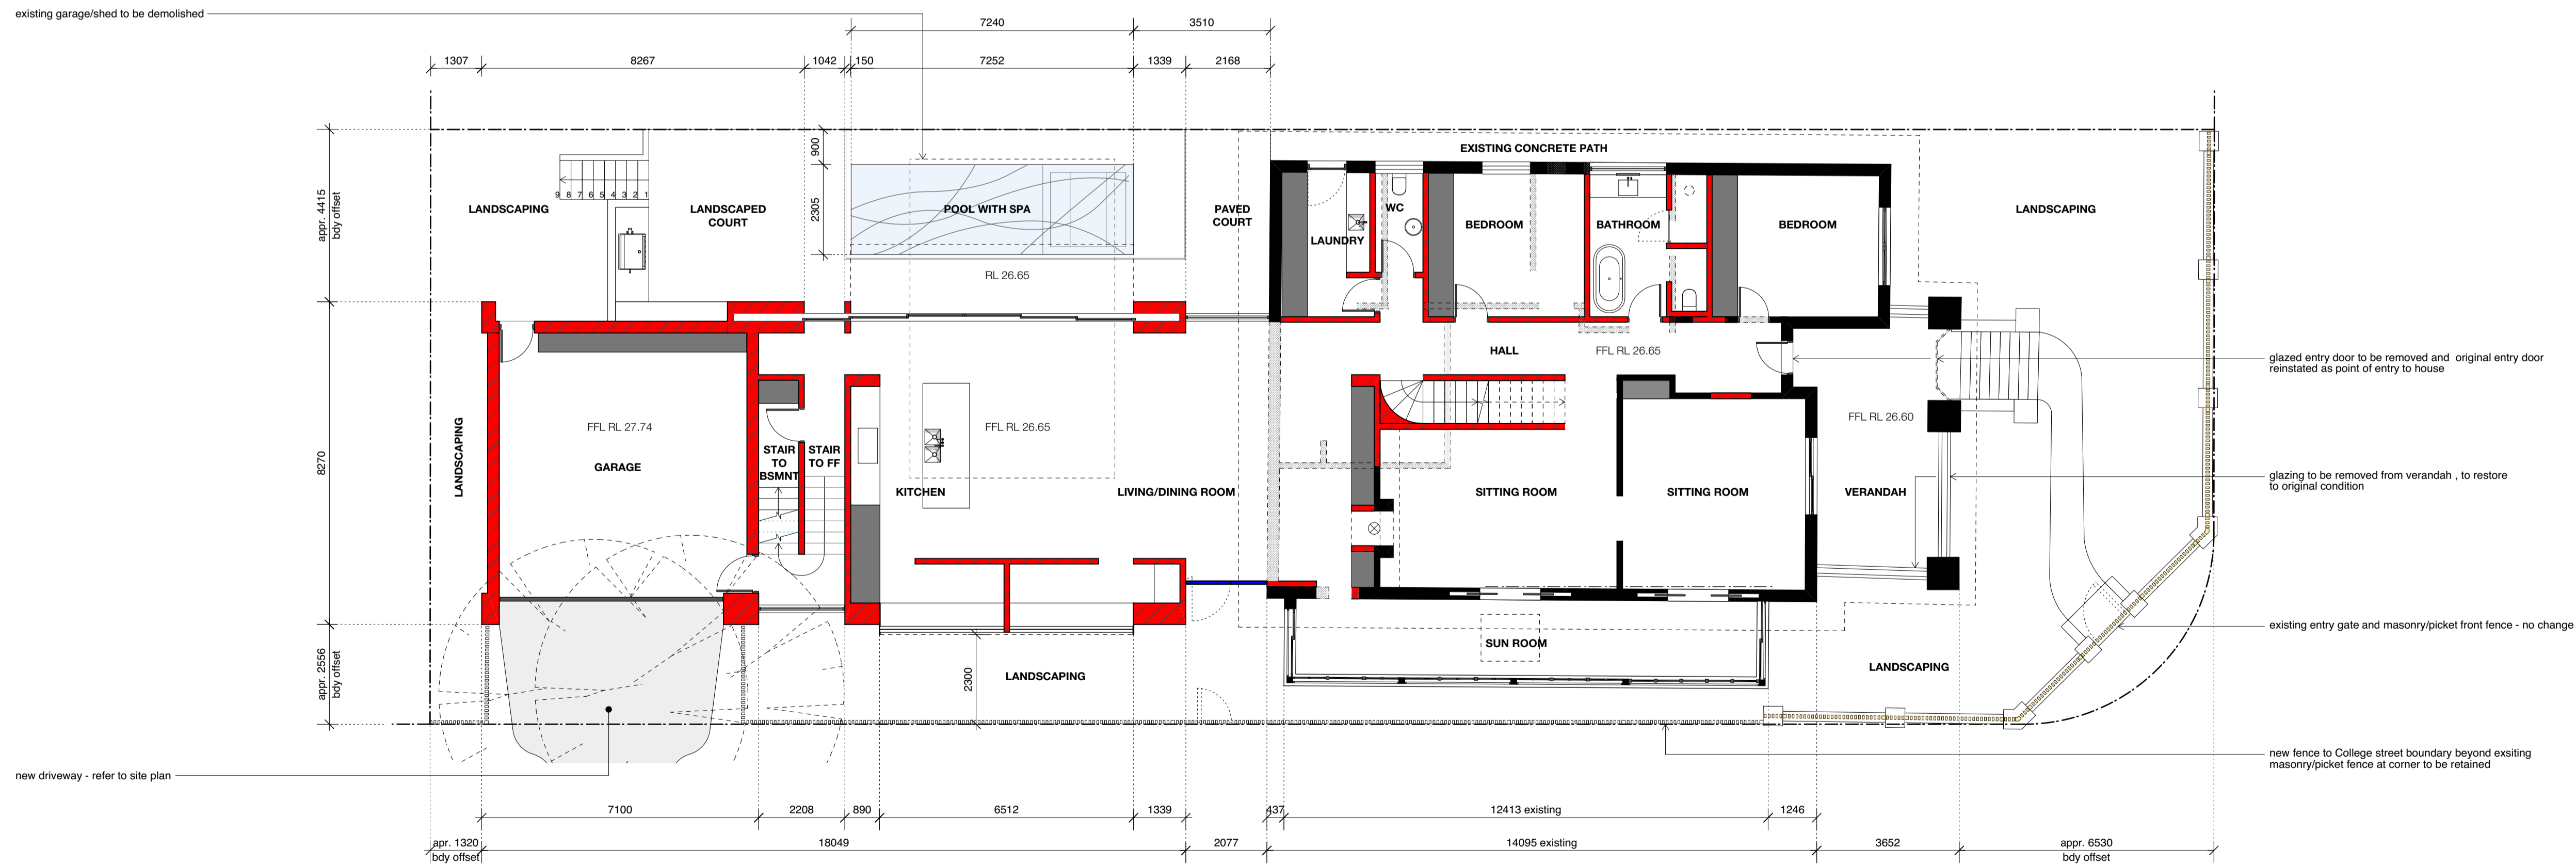 existing garage/shed to be demolished
7240
3510
1307
8267
1042
150
7252
1339
2168
appr. 4415
bdy offset
900
2305
8270
appr. 2556
bdy offset
EXISTING CONCRETE PATH
LANDSCAPING
9 8 7 6 5 4 3 2 1
LANDSCAPED
COURT
POOL WITH SPA
PAVED
COURT
LAUNDRY
WC
BEDROOM
BATHROOM
BEDROOM
LANDSCAPING
RL 26.65
HALL
FFL RL 26.65
glazed entry door to be removed and original entry door
reinstated as point of entry to house
FFL RL 27.74
GARAGE
LANDSCAPING
STAIR
TO
BSMNT
STAIR
TO FF
FFL RL 26.65
KITCHEN
LIVING/DINING ROOM
SITTING ROOM
SITTING ROOM
FFL RL 26.60
VERANDAH
glazing to be removed from verandah , to restore
to original condition
existing entry gate and masonry/picket front fence - no change
SUN ROOM
LANDSCAPING
2300
LANDSCAPING
new fence to College street boundary beyond exsiting
masonry/picket fence at corner to be retained
new driveway - refer to site plan
7100
2208
890
6512
1339
437
12413 existing
1246
apr. 1320
bdy offset
18049
2077
14095 existing
3652
appr. 6530
bdy offset